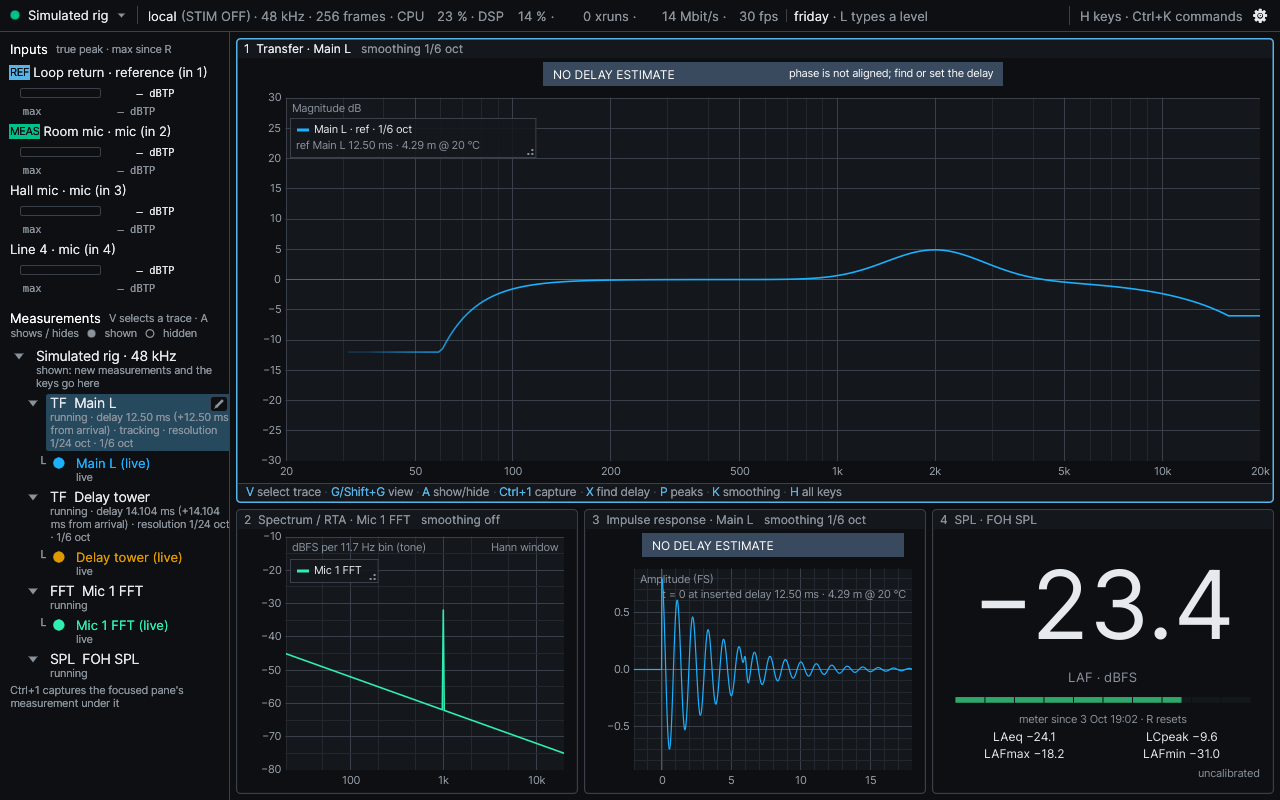 Simulated rig
local (STIM OFF) · 48 kHz · 256 frames · CPU 23 % · DSP 14 % · 0 xruns · 14 Mbit/s · 30 fps
friday · L types a level
H keys · Ctrl+K commands
Inputs true peak · max since R
REF Loop return · reference (in 1)
– dBTP
max – dBTP
MEAS Room mic · mic (in 2)
– dBTP
max – dBTP
Hall mic · mic (in 3)
– dBTP
max – dBTP
Line 4 · mic (in 4)
– dBTP
max – dBTP
Measurements V selects a trace · A
shows / hides shown hidden
Simulated rig · 48 kHz
shown: new measurements and the
keys go here
TF Main L
running · delay 12.50 ms (+12.50 ms
from arrival) · tracking · resolution
1/24 oct · 1/6 oct
Main L (live)
live
TF Delay tower
running · delay 14.104 ms (+14.104
ms from arrival) · resolution 1/24 oct
· 1/6 oct
Delay tower (live)
live
FFT Mic 1 FFT
running
Mic 1 FFT (live)
live
SPL FOH SPL
running
Ctrl+1 captures the focused pane's
measurement under it
1 Transfer · Main L smoothing 1/6 oct
NO DELAY ESTIMATE phase is not aligned; find or set the delay
Magnitude dB
Main L · ref · 1/6 oct
ref Main L 12.50 ms · 4.29 m @ 20 °C
30
25
20
15
10
5
0
−5
−10
−15
−20
−25
−30
20 50 100 200 500 1k 2k 5k 10k 20k
V select trace · G/Shift+G view · A show/hide · Ctrl+1 capture · X find delay · P peaks · K smoothing · H all keys
2 Spectrum / RTA · Mic 1 FFT smoothing off
dBFS per 11.7 Hz bin (tone) Hann window
Mic 1 FFT
−10
−20
−30
−40
−50
−60
−70
−80
100 1k 10k
3 Impulse response · Main L smoothing 1/6 oct
NO DELAY ESTIMATE
Amplitude (FS)
t = 0 at inserted delay 12.50 ms · 4.29 m @ 20 °C
0.5
0.0
−0.5
0 5 10 15
4 SPL · FOH SPL
−23.4
LAF · dBFS
meter since 3 Oct 19:02 · R resets
LAeq −24.1 LCpeak −9.6
LAFmax −18.2 LAFmin −31.0
uncalibrated